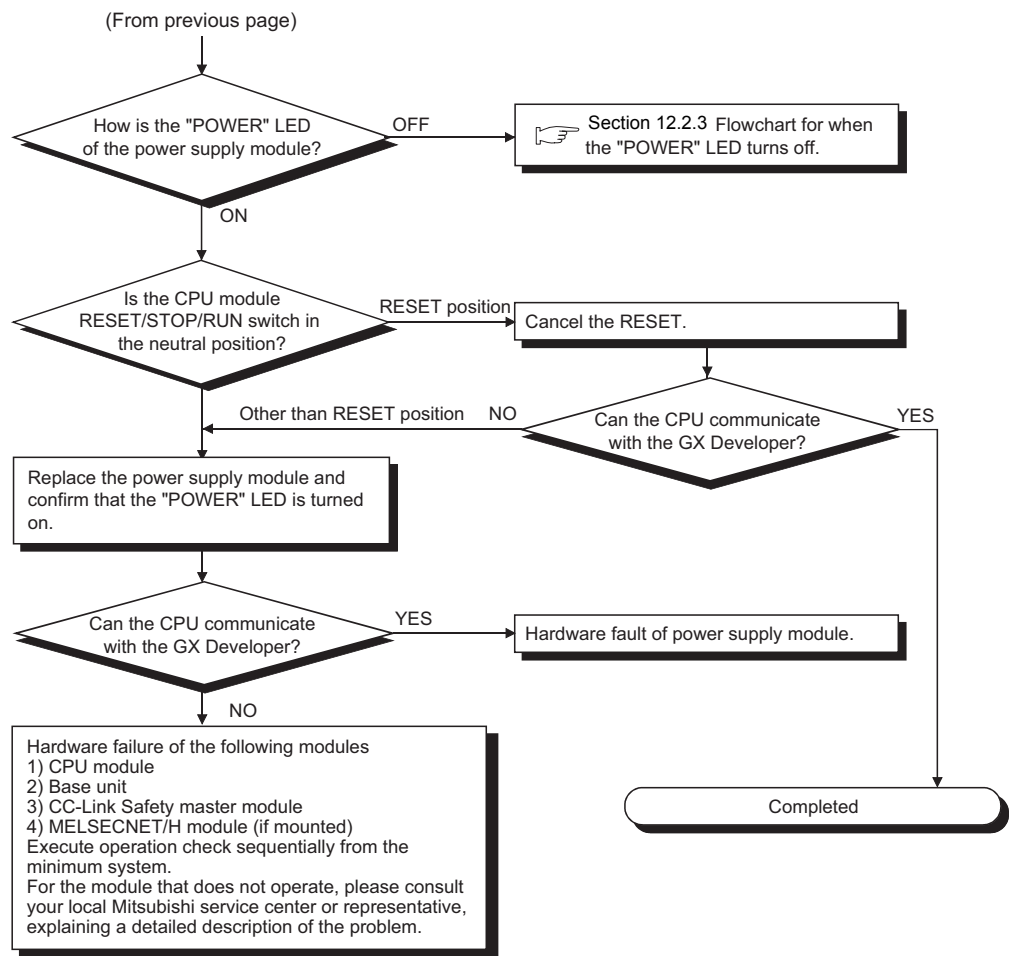 (From previous page)
How is the "POWER" LED
of the power supply module?
OFF
Section 12.2.3 Flowchart for when
the "POWER" LED turns off.
ON
Is the CPU module
RESET/STOP/RUN switch in
the neutral position?
RESET position
Cancel the RESET.
Other than RESET position
NO
Can the CPU communicate
with the GX Developer?
YES
Replace the power supply module and
confirm that the "POWER" LED is turned
on.
Can the CPU communicate
with the GX Developer?
YES
Hardware fault of power supply module.
NO
Hardware failure of the following modules
1) CPU module
2) Base unit
3) CC-Link Safety master module
4) MELSECNET/H module (if mounted)
Execute operation check sequentially from the
minimum system.
For the module that does not operate, please consult
your local Mitsubishi service center or representative,
explaining a detailed description of the problem.
Completed